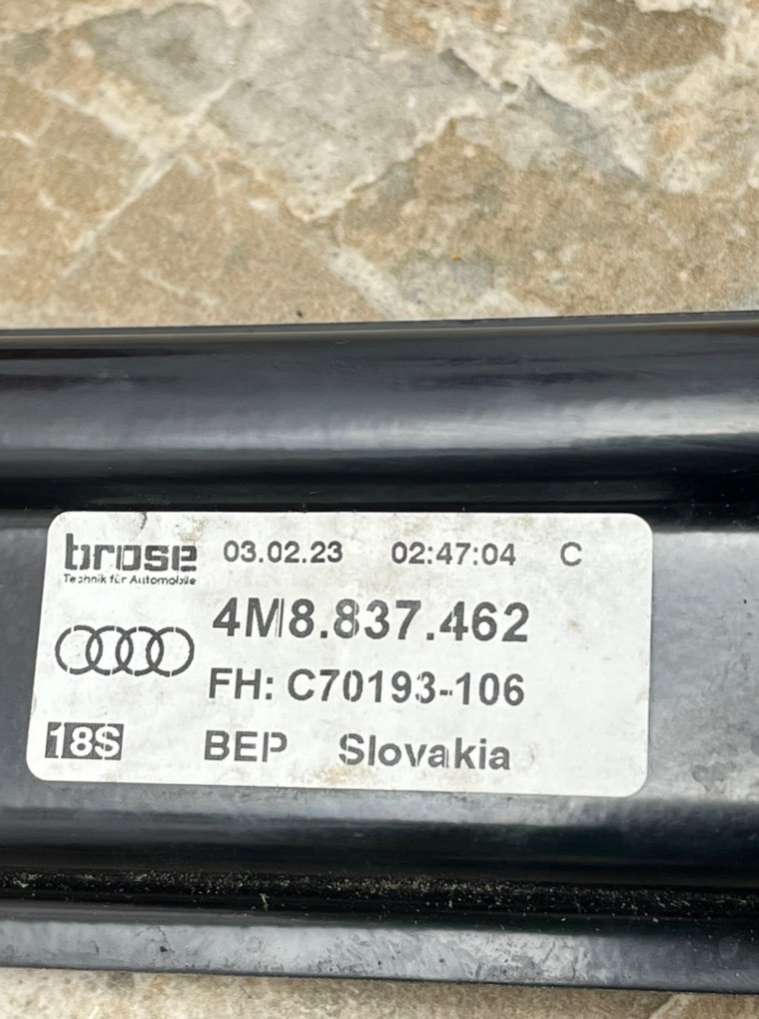 brose 03.02.23 02:47:04 C
Technik für Automobile
4M8.837.462
FH: C70193-106
18S BEP Slovakia